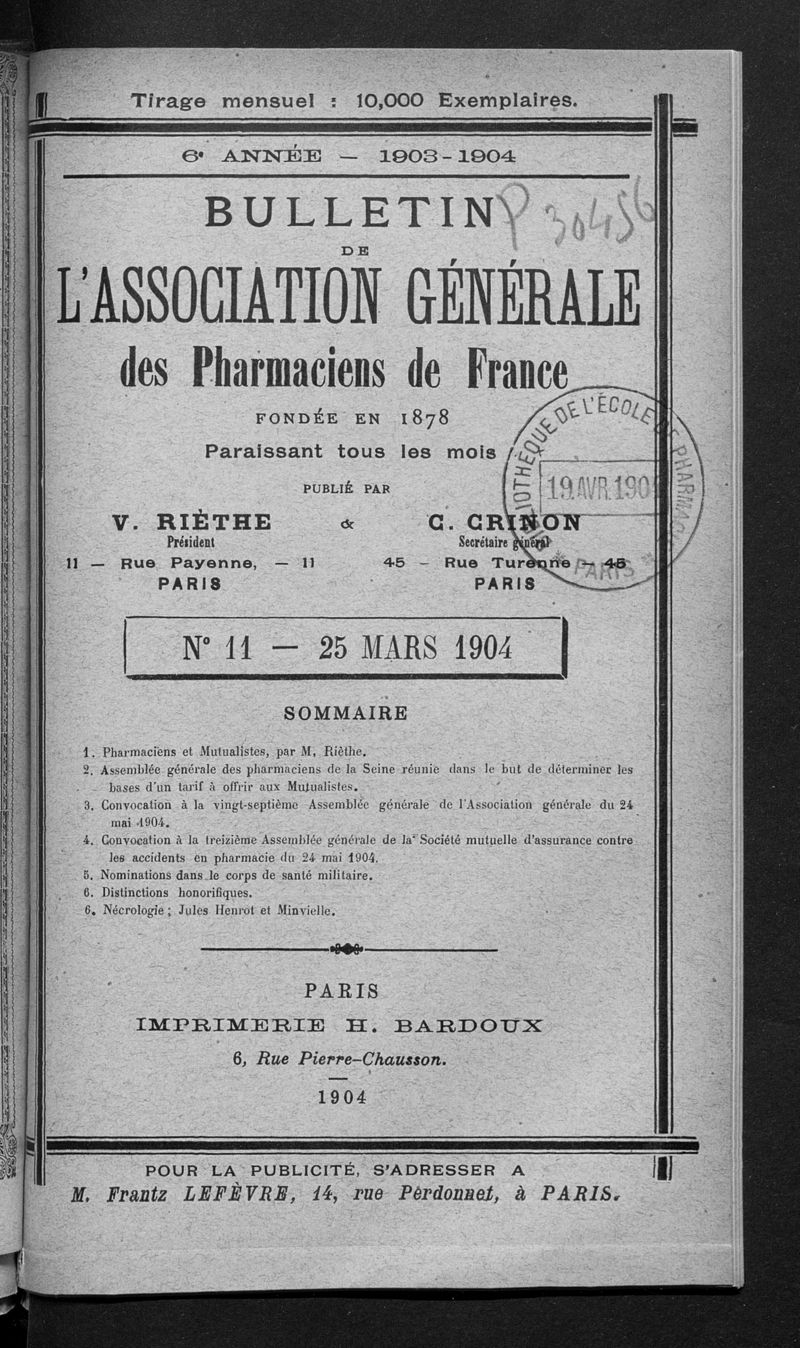 Tirage mensuel : 10,000 Exemplaires.
6e ANNÉE — 1903-1904
BULLETIN
P 30456
DE
L'ASSOCIATION GÉNÉRALE
des Pharmaciens de France
FONDÉE EN 1878
Paraissant tous les mois
DE L'ÉCOLE
19 AVR. 190
PARIS
PUBLIÉ PAR
V. RIÈTHE & C. CRINON
Président Secrétaire général
11 — Rue Payenne, — 11 45 — Rue Turenne — 45
PARIS PARIS
N° 11 — 25 MARS 1904
SOMMAIRE
1. Pharmaciens et Mutualistes, par M. Rièthe.
2. Assemblée générale des pharmaciens de la Seine réunie dans le but de déterminer les
bases d'un tarif à offrir aux Mutualistes.
3. Convocation à la vingt-septième Assemblée générale de l'Association générale du 24
mai 1904.
4. Convocation à la treizième Assemblée générale de la Société mutuelle d'assurance contre
les accidents en pharmacie du 24 mai 1904.
5. Nominations dans le corps de santé militaire.
6. Distinctions honorifiques.
6. Nécrologie ; Jules Henrot et Minvielle.
PARIS
IMPRIMERIE H. BARDOUX
6, Rue Pierre-Chausson.
1904
POUR LA PUBLICITÉ, S'ADRESSER A
M. Frantz LEFÈVRE, 14, rue Perdonnet, à PARIS.